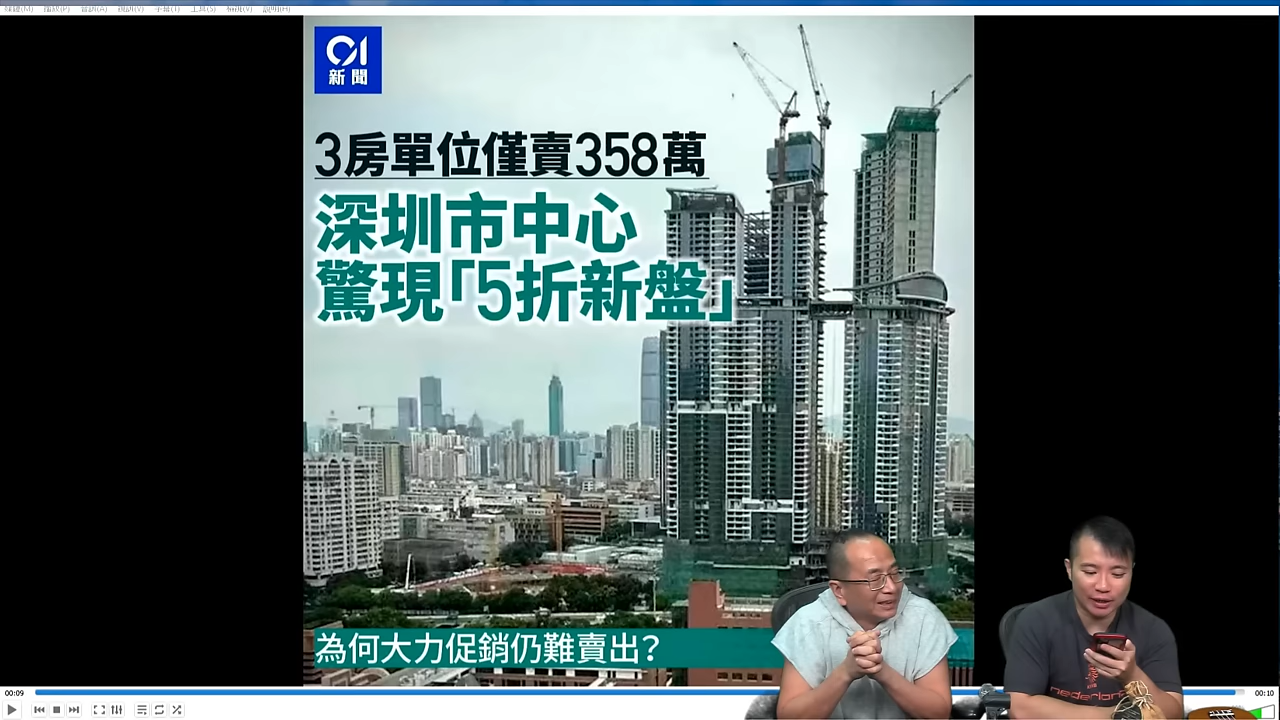 01
新聞
3房單位僅賣358萬
深圳市中心
驚現「5折新盤」
為何大力促銷仍難賣出？
nederlan
00:09
00:10